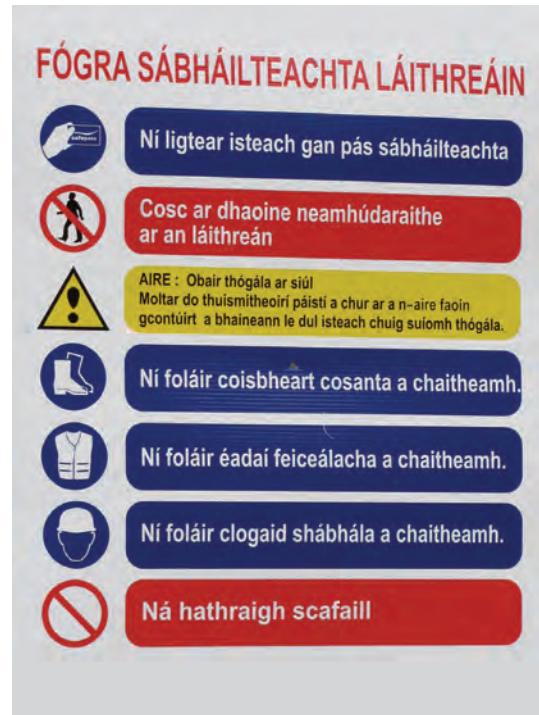 FÓGRA SÁBHÁILTEACHTA LÁITHREÁIN
safepass
Ní ligtear isteach gan pás sábháilteachta
Cosc ar dhaoine neamhúdaraithe
ar an láithreán
AIRE : Obair thógála ar siúl
Moltar do thuismitheoirí páistí a chur ar a n-aire faoin
gcontúirt a bhaineann le dul isteach chuig suíomh thógála.
Ní foláir coisbheart cosanta a chaitheamh.
Ní foláir éadaí feiceálacha a chaitheamh.
Ní foláir clogaid shábhála a chaitheamh.
Ná hathraigh scafaill